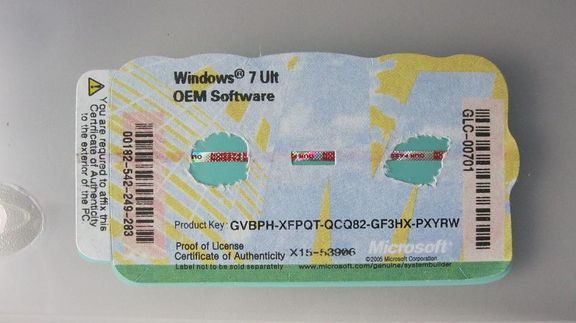 Windows® 7 Ult
OEM Software
You are required to affix this
Certificate of Authenticity
to the exterior of the PC
00182-542-249-283
GLC-00701
Product Key: GVBPH-XFPQT-QCQ82-GF3HX-PXYRW
Proof of License
Certificate of Authenticity X15-53906
Label not to be sold separately
Microsoft®
©2005 Microsoft Corporation
www.microsoft.com/genuine/systembuilder